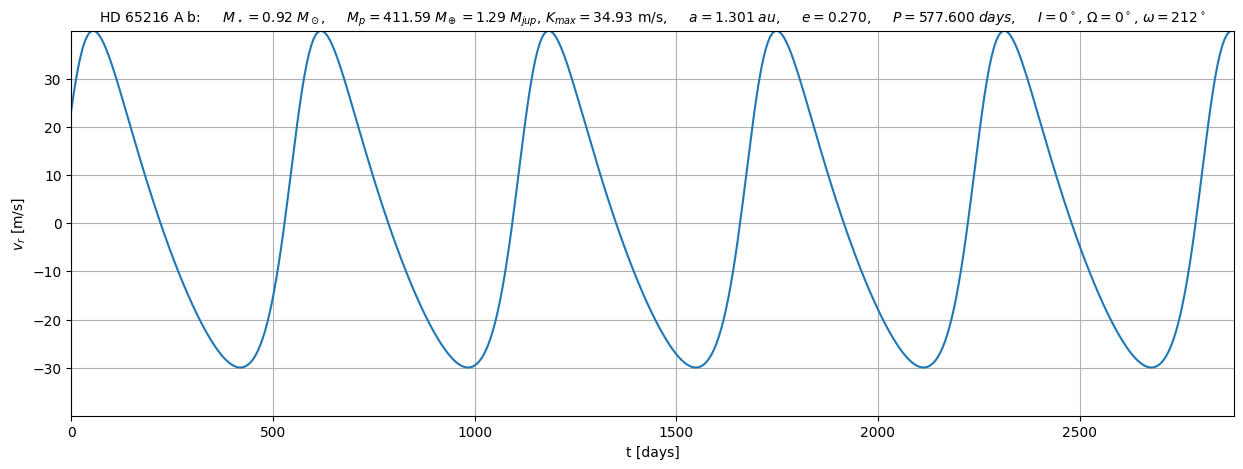 HD 65216 A b: M⋆ = 0.92 M⊙, Mp = 411.59 M⊕ = 1.29 Mjup, Kmax = 34.93 m/s, a = 1.301 au, e = 0.270, P = 577.600 days, I = 0°, Ω = 0°, ω = 212°
30
20
10
0
−10
−20
−30
vr [m/s]
0 500 1000 1500 2000 2500
t [days]